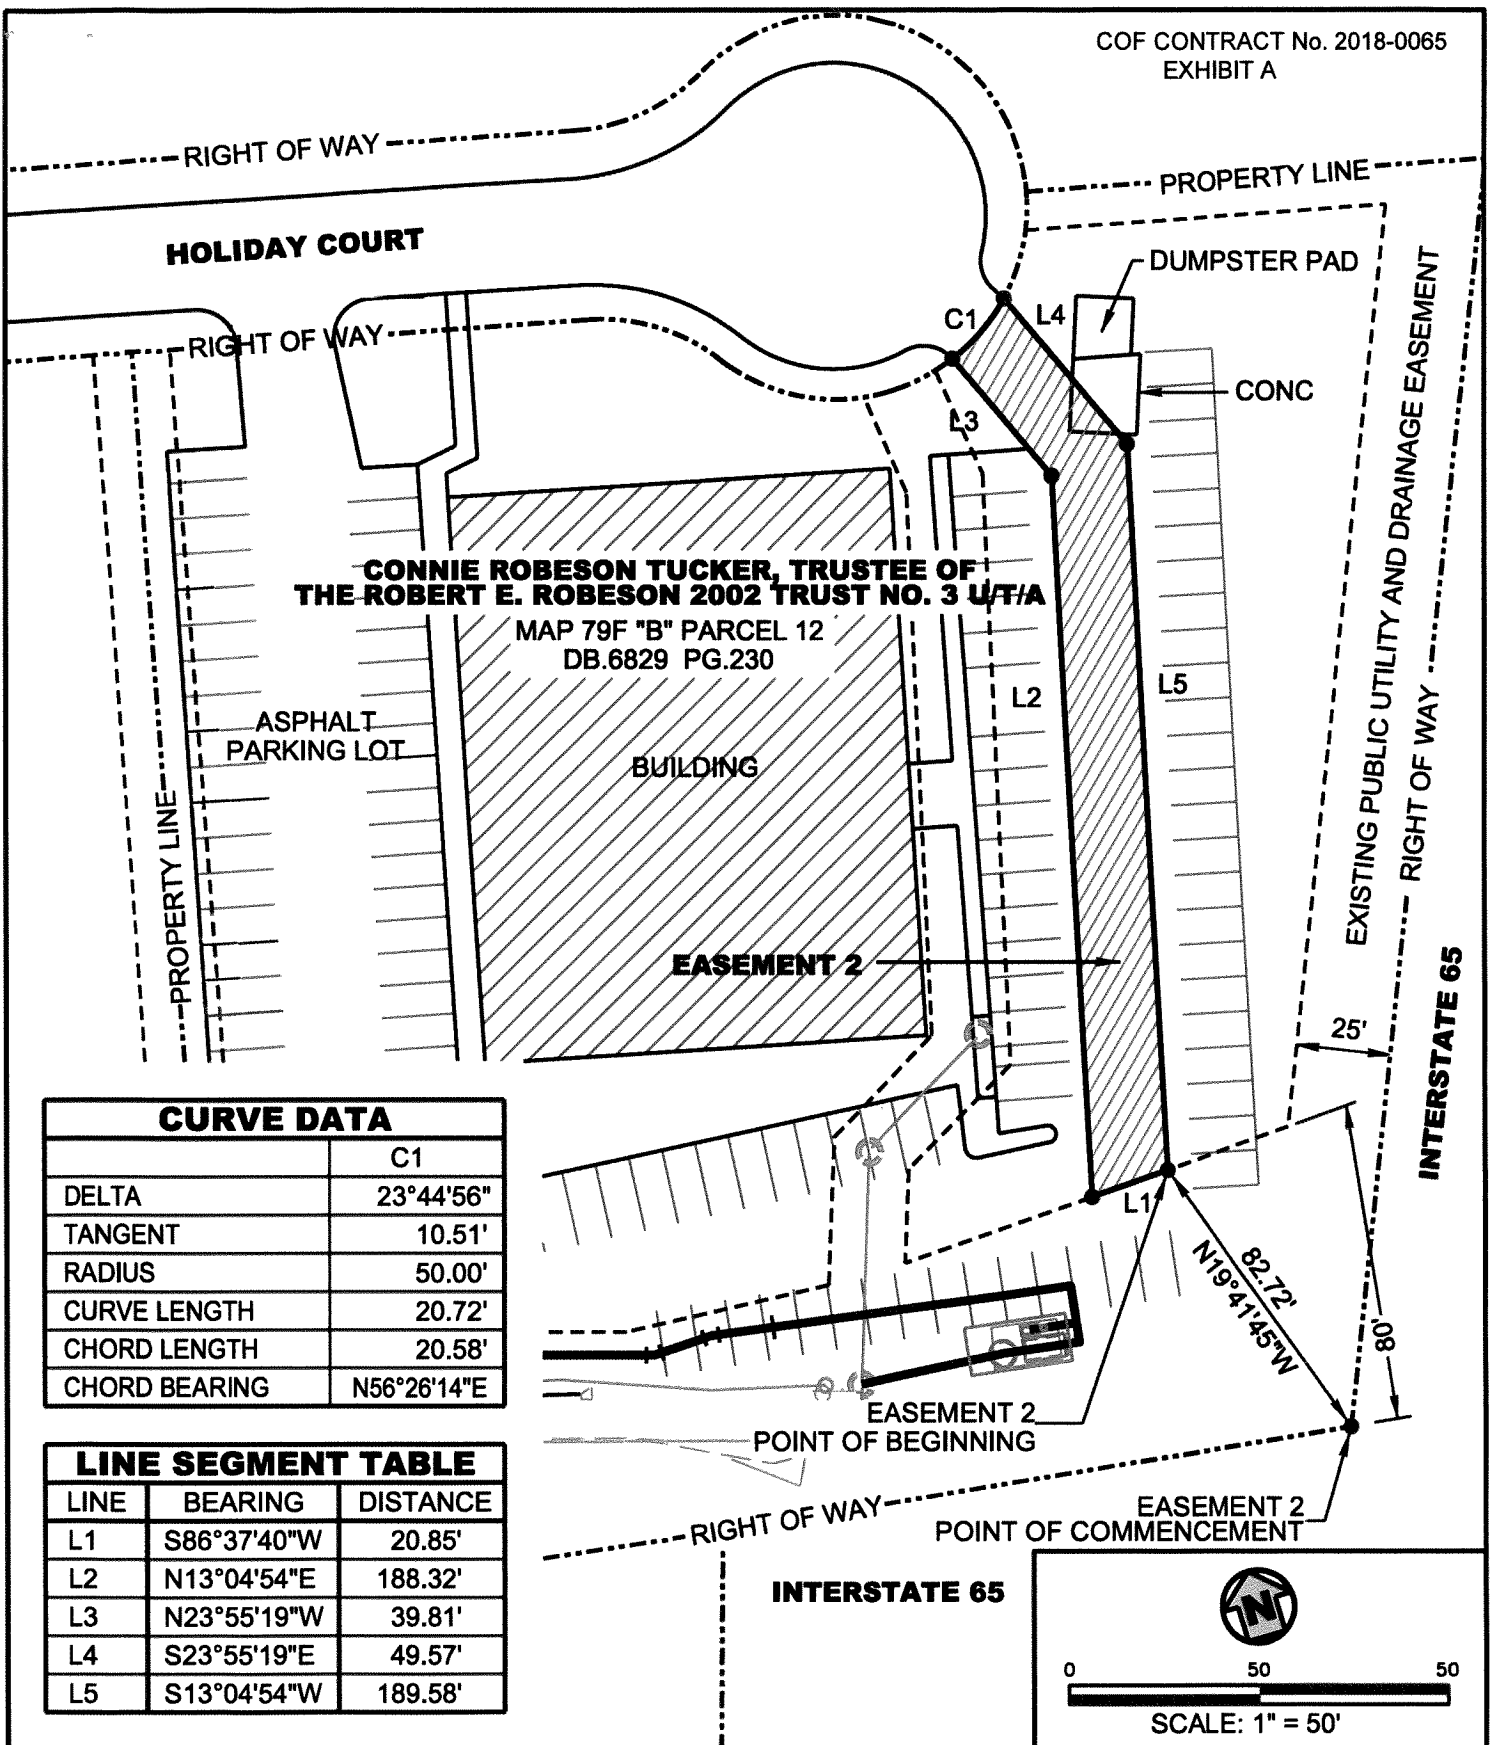 COF CONTRACT No. 2018-0065
EXHIBIT A
RIGHT OF WAY
PROPERTY LINE
HOLIDAY COURT
DUMPSTER PAD
C1
L4
RIGHT OF WAY
CONC
L3
EXISTING PUBLIC UTILITY AND DRAINAGE EASEMENT
RIGHT OF WAY
CONNIE ROBESON TUCKER, TRUSTEE OF
THE ROBERT E. ROBESON 2002 TRUST NO. 3 U/T/A
MAP 79F "B" PARCEL 12
DB.6829 PG.230
L2
L5
ASPHALT
PARKING LOT
BUILDING
PROPERTY LINE
EASEMENT 2
25'
INTERSTATE 65
L1
82.72'
N19°41'45"W
80'
CURVE DATA
C1
DELTA 23°44'56"
TANGENT 10.51'
RADIUS 50.00'
CURVE LENGTH 20.72'
CHORD LENGTH 20.58'
CHORD BEARING N56°26'14"E
EASEMENT 2
POINT OF BEGINNING
LINE SEGMENT TABLE
LINE BEARING DISTANCE
L1 S86°37'40"W 20.85'
L2 N13°04'54"E 188.32'
L3 N23°55'19"W 39.81'
L4 S23°55'19"E 49.57'
L5 S13°04'54"W 189.58'
RIGHT OF WAY
EASEMENT 2
POINT OF COMMENCEMENT
INTERSTATE 65
N
0 50 50
SCALE: 1" = 50'